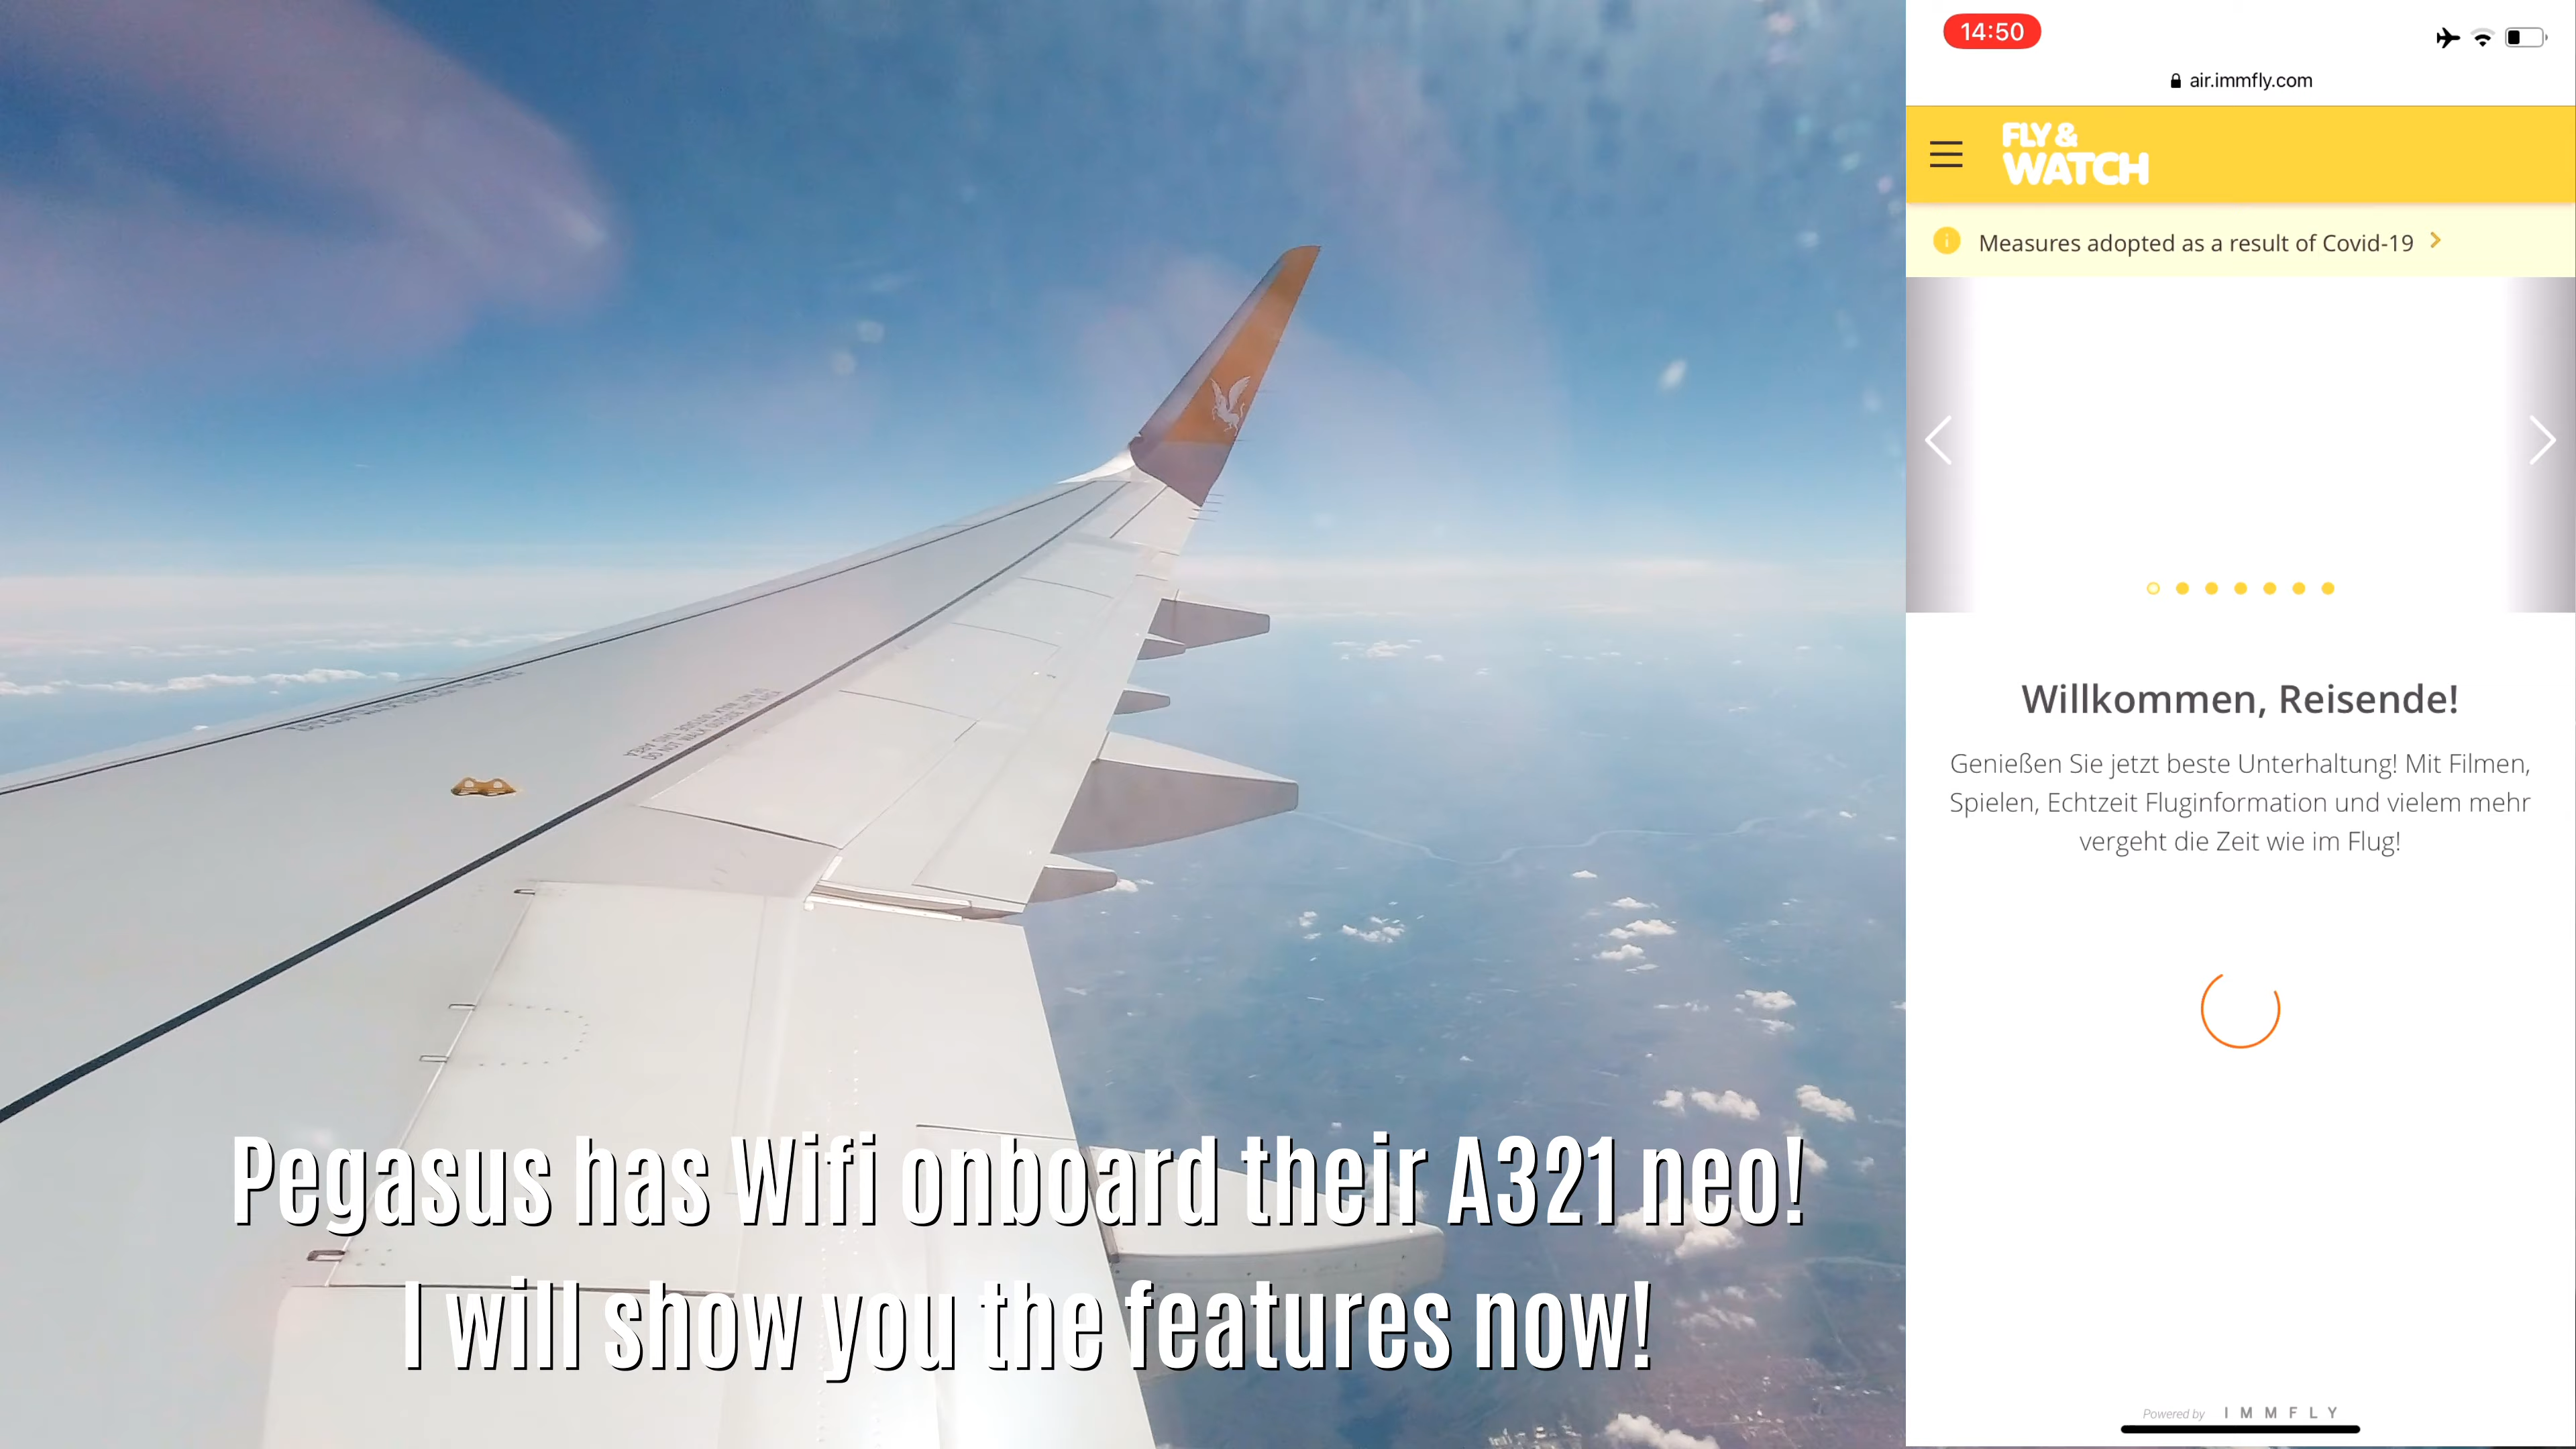 14:50
air.immfly.com
FLY &
WATCH
Measures adopted as a result of Covid-19
Willkommen, Reisende!
Genießen Sie jetzt beste Unterhaltung! Mit Filmen,
Spielen, Echtzeit Fluginformation und vielem mehr
vergeht die Zeit wie im Flug!
Pegasus has Wifi onboard their A321 neo!
I will show you the features now!
Powered by IMMFLY